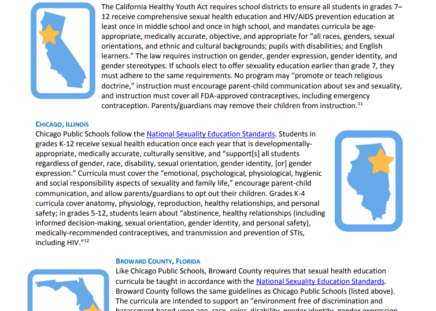 The California Healthy Youth Act requires school districts to ensure all students in grades 7–
12 receive comprehensive sexual health education and HIV/AIDS prevention education at
least once in middle school and once in high school, and mandates curricula be age-
appropriate, medically accurate, objective, and appropriate for “all races, genders, sexual
orientations, and ethnic and cultural backgrounds; pupils with disabilities; and English
learners.” The law requires instruction on gender, gender expression, gender identity, and
gender stereotypes. If schools elect to offer sexuality education earlier than grade 7, they
must adhere to the same requirements. No program may “promote or teach religious
doctrine,” instruction must encourage parent-child communication about sex and sexuality,
and instruction must cover all FDA-approved contraceptives, including emergency
contraception. Parents/guardians may remove their children from instruction.11
CHICAGO, ILLINOIS
Chicago Public Schools follow the National Sexuality Education Standards. Students in
grades K-12 receive sexual health education once each year that is developmentally-
appropriate, medically accurate, culturally sensitive, and “support[s] all students
regardless of gender, race, disability, sexual orientation, gender identity, [or] gender
expression.” Curricula must cover the “emotional, psychological, physiological, hygienic
and social responsibility aspects of sexuality and family life,” encourage parent-child
communication, and allow parents/guardians to opt out their children. Grades K-4
curricula cover anatomy, physiology, reproduction, healthy relationships, and personal
safety; in grades 5-12, students learn about “abstinence, healthy relationships (including
informed decision-making, sexual orientation, gender identity, and personal safety),
medically-recommended contraceptives, and transmission and prevention of STIs,
including HIV.”12
BROWARD COUNTY, FLORIDA
Like Chicago Public Schools, Broward County requires that sexual health education
curricula be taught in accordance with the National Sexuality Education Standards.
Broward County follows the same guidelines as Chicago Public Schools (listed above).
The curricula are intended to support an “environment free of discrimination and
harassment based upon age, race, color, disability, gender identity, gender expression